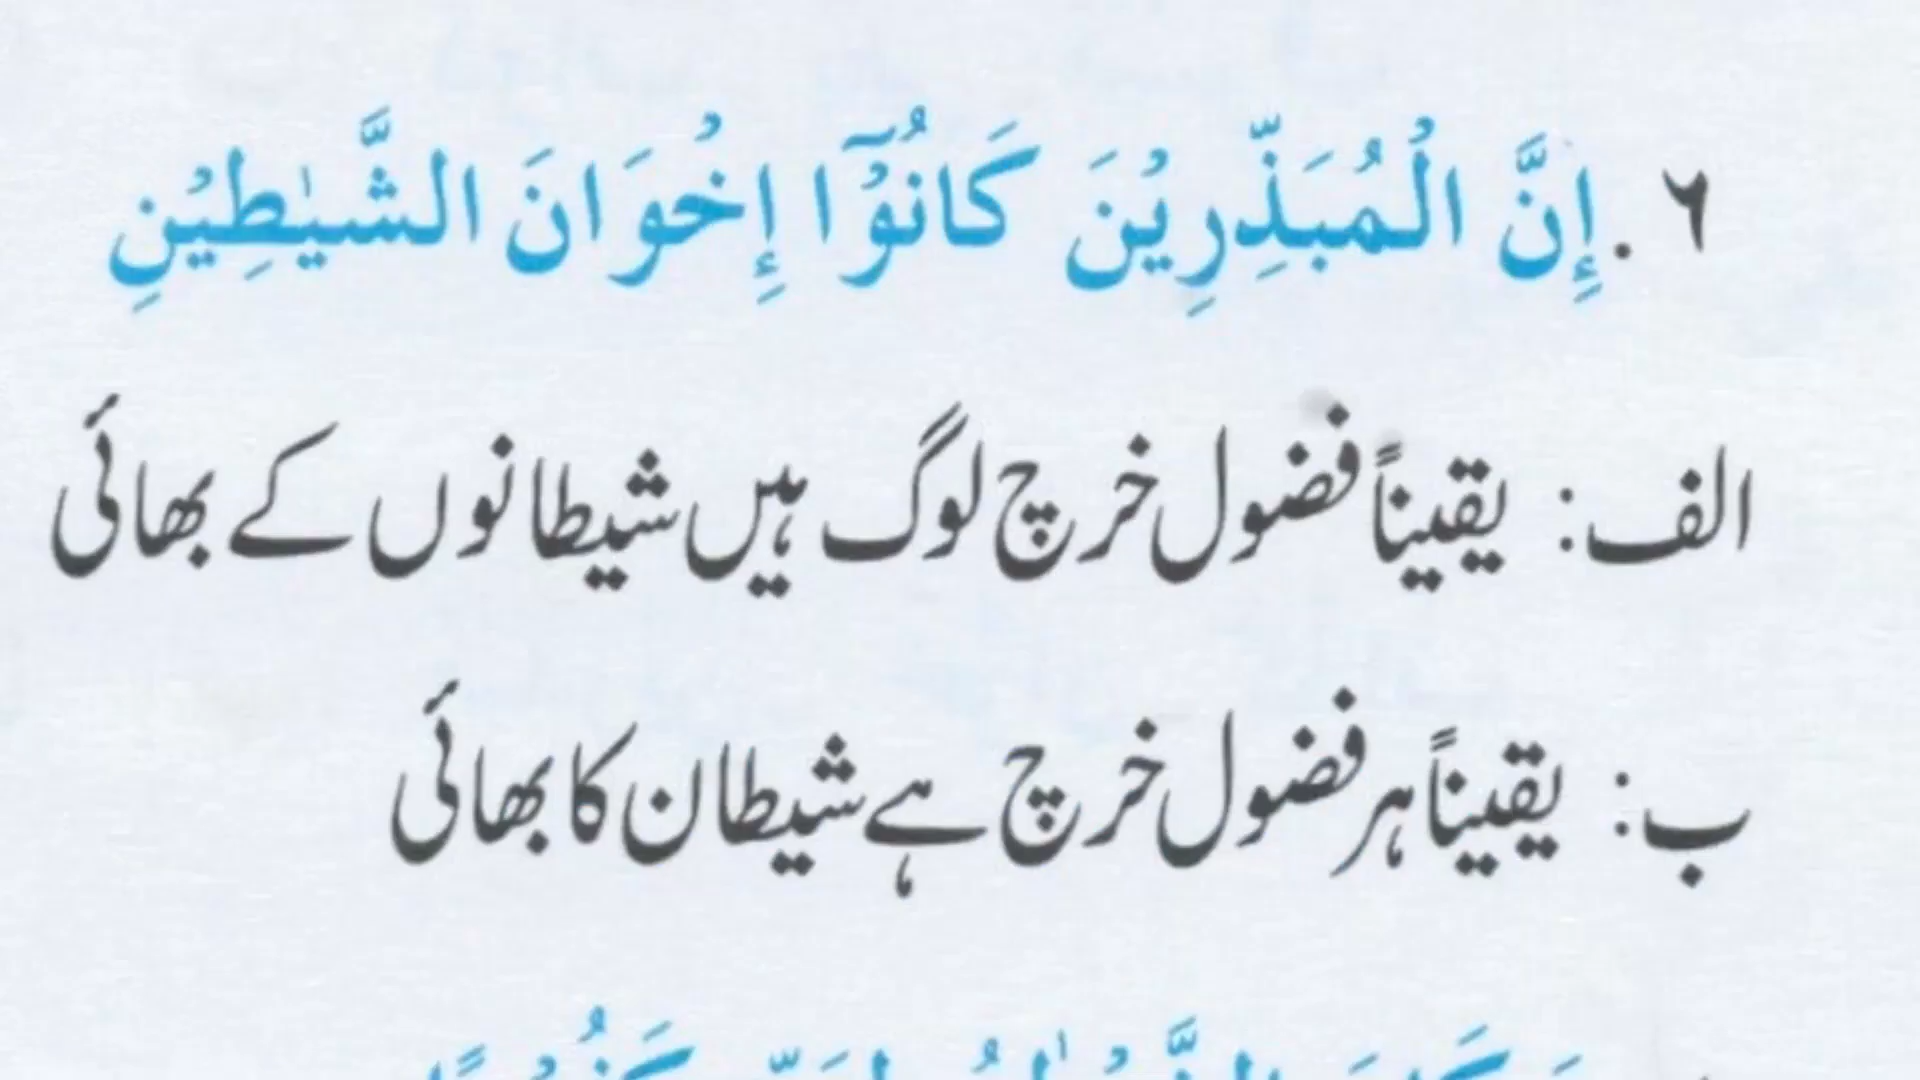 ٦. إِنَّ الْمُبَذِّرِيْنَ كَانُوْٓا إِخْوَانَ الشَّيٰطِيْنِ
الف: یقیناً فضول خرچ لوگ ہیں شیطانوں کے بھائی
ب: یقیناً ہر فضول خرچ ہے شیطان کا بھائی